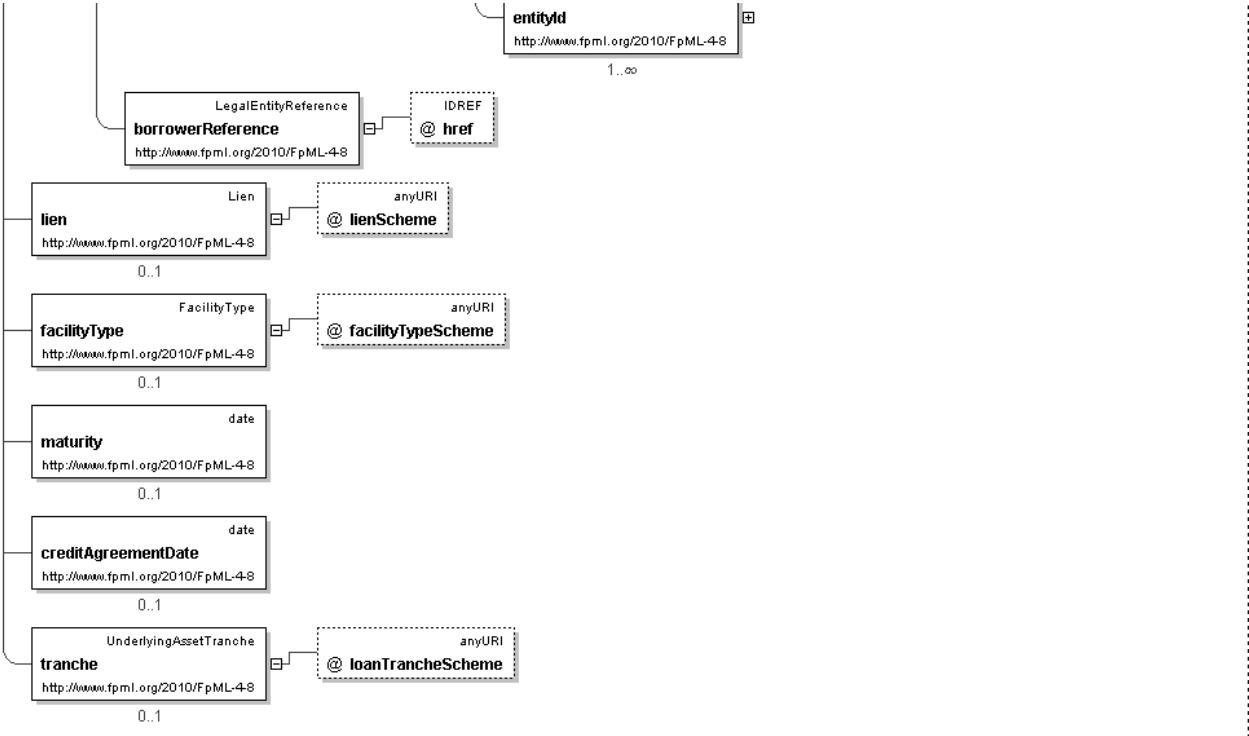 entityId
http://www.fpml.org/2010/FpML-4-8
1..∞
LegalEntityReference
borrowerReference
http://www.fpml.org/2010/FpML-4-8
IDREF
@ href
Lien
lien
http://www.fpml.org/2010/FpML-4-8
0..1
anyURI
@ lienScheme
FacilityType
facilityType
http://www.fpml.org/2010/FpML-4-8
0..1
anyURI
@ facilityTypeScheme
date
maturity
http://www.fpml.org/2010/FpML-4-8
0..1
date
creditAgreementDate
http://www.fpml.org/2010/FpML-4-8
0..1
UnderlyingAssetTranche
tranche
http://www.fpml.org/2010/FpML-4-8
0..1
anyURI
@ loanTrancheScheme